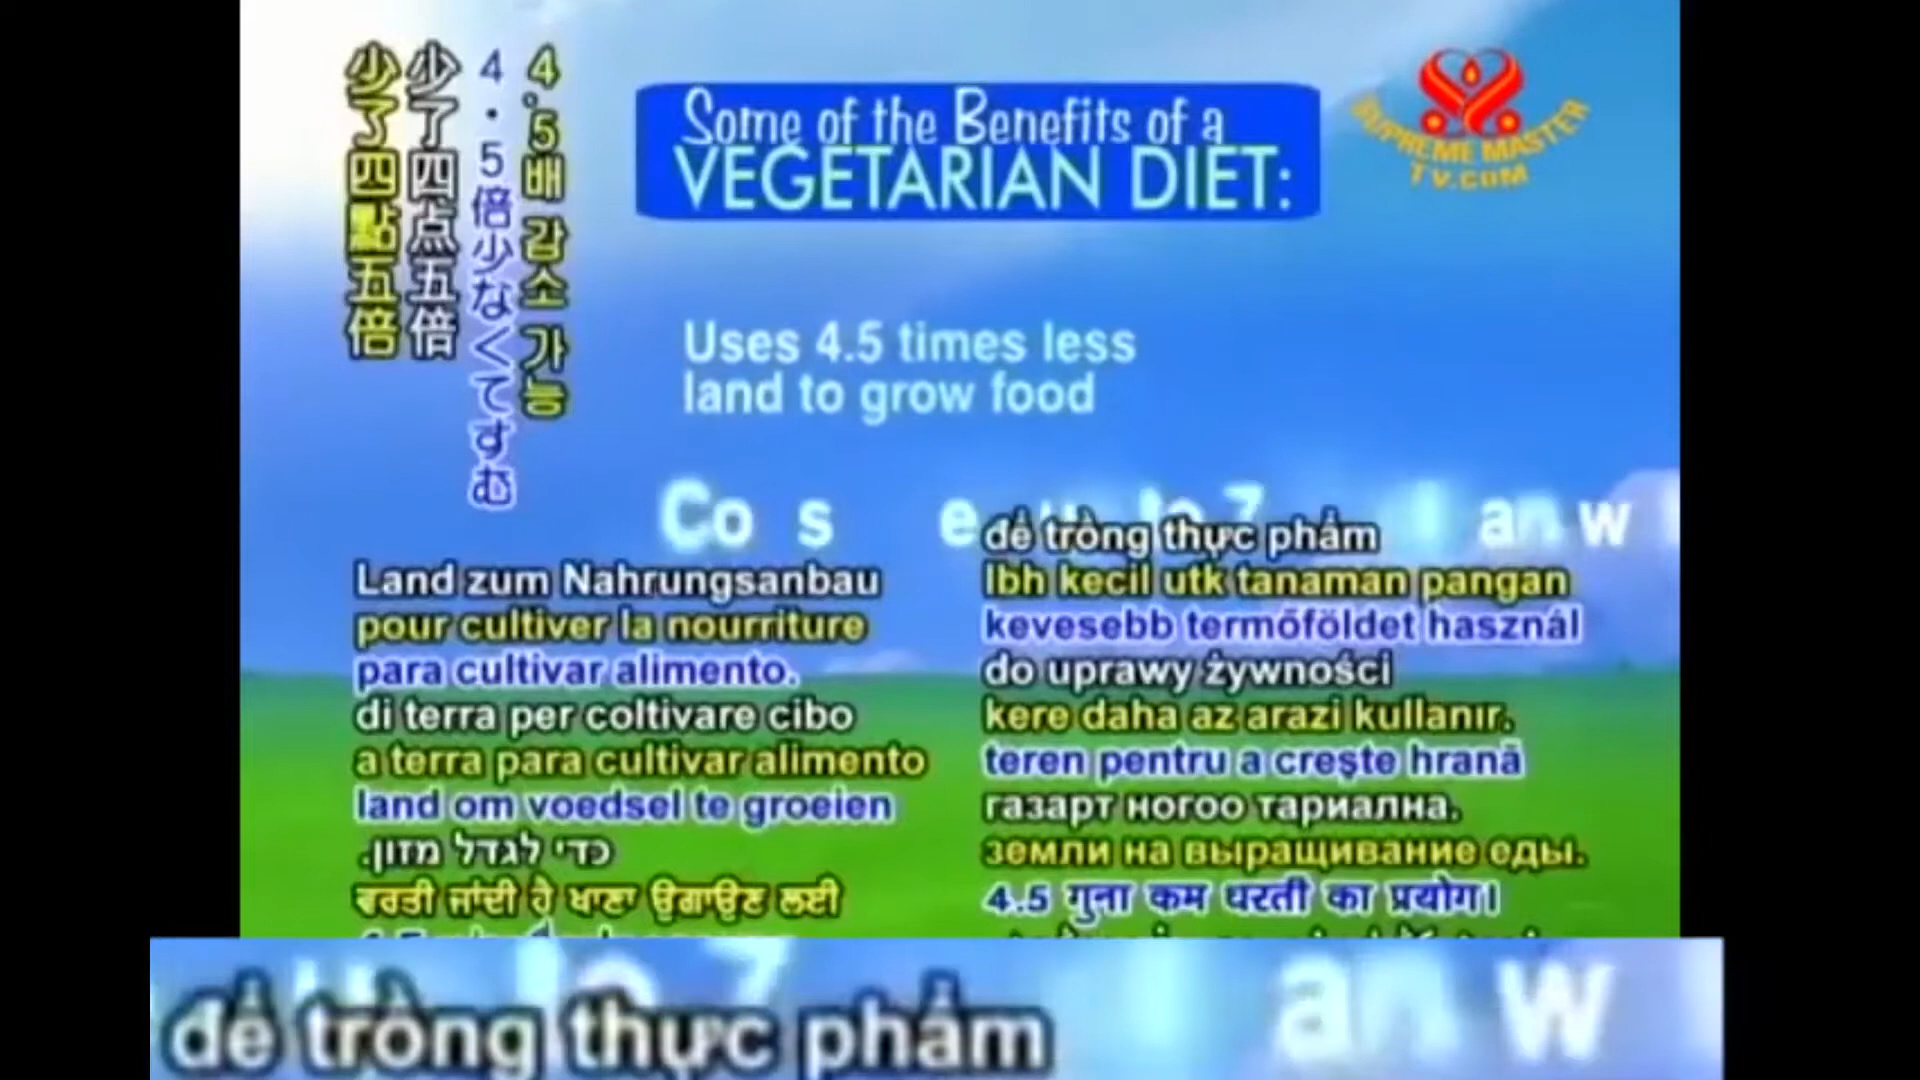 少了四點五倍
少了四点五倍
4・5倍少なくてすむ
4.5배 감소 가능
Some of the Benefits of a
VEGETARIAN DIET:
SUPREME MASTER
TV.COM
Uses 4.5 times less
land to grow food
Land zum Nahrungsanbau
pour cultiver la nourriture
para cultivar alimento.
di terra per coltivare cibo
a terra para cultivar alimento
land om voedsel te groeien
כדי לגדל מזון.
ਵਰਤੀ ਜਾਂਦੀ ਹੈ ਖਾਣਾ ਉਗਾਉਣ ਲਈ
để trồng thực phẩm
lbh kecil utk tanaman pangan
kevesebb termőföldet használ
do uprawy żywności
kere daha az arazi kullanır.
teren pentru a creşte hrană
газарт ногоо тариална.
земли на выращивание еды.
4.5 गुना कम धरती का प्रयोग।
để trồng thực phẩm